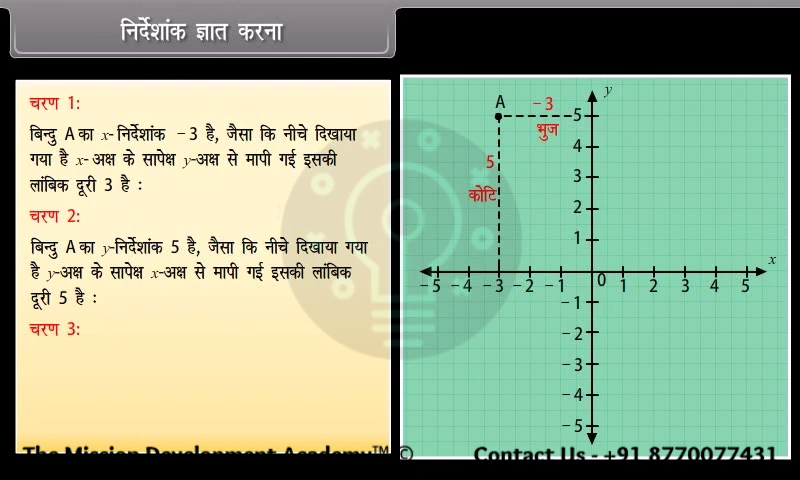 निर्देशांक ज्ञात करना
चरण 1:
बिन्दु A का x- निर्देशांक −3 है, जैसा कि नीचे दिखाया
गया है x- अक्ष के सापेक्ष y-अक्ष से मापी गई इसकी
लांबिक दूरी 3 है :
चरण 2:
बिन्दु A का y-निर्देशांक 5 है, जैसा कि नीचे दिखाया गया
है y-अक्ष के सापेक्ष x-अक्ष से मापी गई इसकी लांबिक
दूरी 5 है :
चरण 3:
y
A
−3
5
भुज
4
5
3
कोटि
2
1
x
−5 −4 −3 −2 −1 0 1 2 3 4 5
−1
−2
−3
−4
−5
The Mission Development Academy™ ©
Contact Us - +91 8770077431